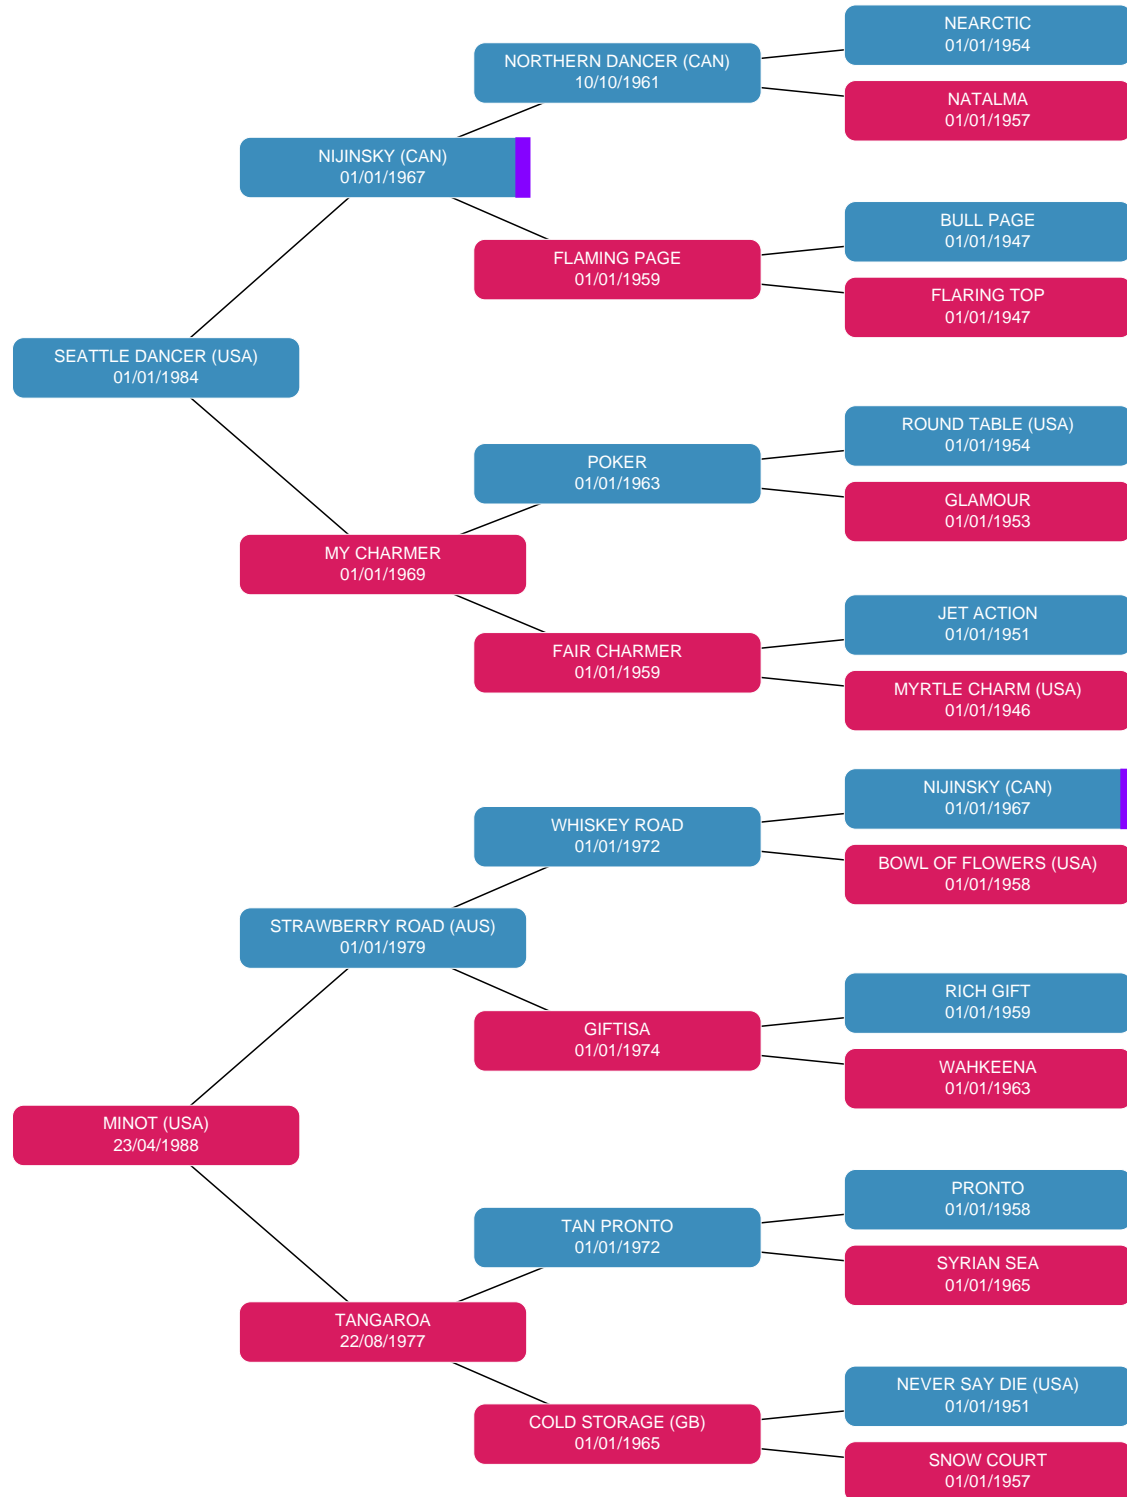 NEARCTIC
01/01/1954
NORTHERN DANCER (CAN)
10/10/1961
NATALMA
01/01/1957
NIJINSKY (CAN)
01/01/1967
BULL PAGE
01/01/1947
FLAMING PAGE
01/01/1959
FLARING TOP
01/01/1947
SEATTLE DANCER (USA)
01/01/1984
ROUND TABLE (USA)
01/01/1954
POKER
01/01/1963
GLAMOUR
01/01/1953
MY CHARMER
01/01/1969
JET ACTION
01/01/1951
FAIR CHARMER
01/01/1959
MYRTLE CHARM (USA)
01/01/1946
NIJINSKY (CAN)
01/01/1967
WHISKEY ROAD
01/01/1972
BOWL OF FLOWERS (USA)
01/01/1958
STRAWBERRY ROAD (AUS)
01/01/1979
RICH GIFT
01/01/1959
GIFTISA
01/01/1974
WAHKEENA
01/01/1963
MINOT (USA)
23/04/1988
PRONTO
01/01/1958
TAN PRONTO
01/01/1972
SYRIAN SEA
01/01/1965
TANGAROA
22/08/1977
NEVER SAY DIE (USA)
01/01/1951
COLD STORAGE (GB)
01/01/1965
SNOW COURT
01/01/1957